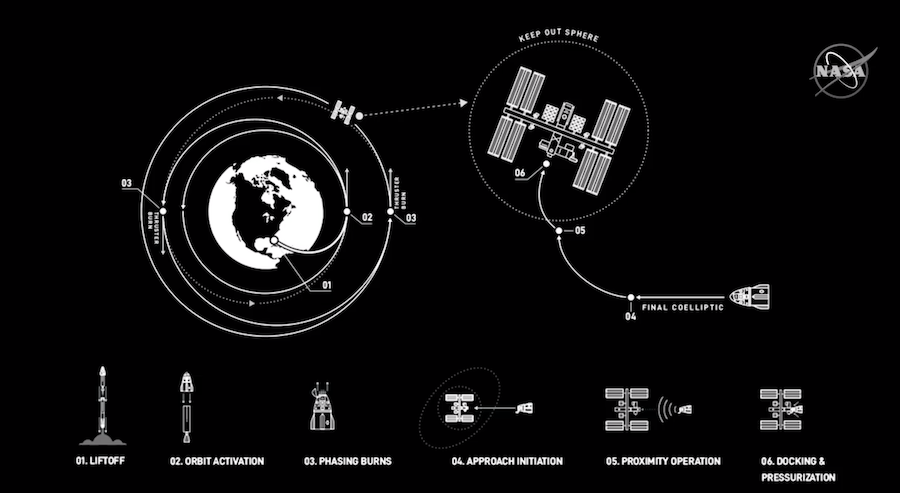 KEEP OUT SPHERE
NASA
03
THRUSTER BURN
02
THRUSTER BURN
03
01
06
05
04
FINAL COELLIPTIC
01. LIFTOFF
02. ORBIT ACTIVATION
03. PHASING BURNS
04. APPROACH INITIATION
05. PROXIMITY OPERATION
06. DOCKING &
PRESSURIZATION